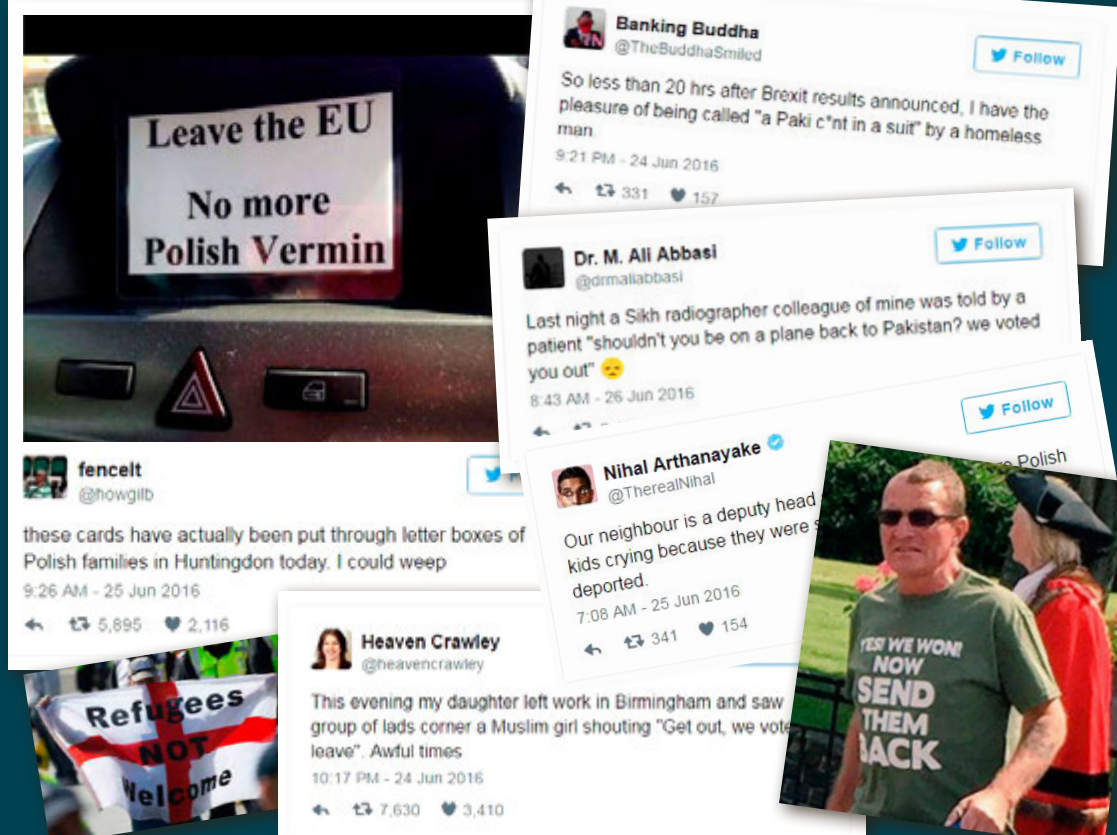 Leave the EU
No more
Polish Vermin
fencelt
@howgilb
these cards have actually been put through letter boxes of
Polish families in Huntingdon today. I could weep
9:26 AM - 25 Jun 2016
5,895 2,116
Banking Buddha
@TheBuddhaSmiled
Follow
So less than 20 hrs after Brexit results announced, I have the
pleasure of being called "a Paki c*nt in a suit" by a homeless
man
9:21 PM - 24 Jun 2016
331 157
Dr. M. Ali Abbasi
@drmaliabbasi
Follow
Last night a Sikh radiographer colleague of mine was told by a
patient "shouldn't you be on a plane back to Pakistan? we voted
you out"
8:43 AM - 26 Jun 2016
Nihal Arthanayake
@TherealNihal
Follow
Our neighbour is a deputy head Polish
kids crying because they were
deported.
7:08 AM - 25 Jun 2016
341 154
Heaven Crawley
@heavencrawley
This evening my daughter left work in Birmingham and saw
group of lads corner a Muslim girl shouting "Get out, we
leave". Awful times
10:17 PM - 24 Jun 2016
7,630 3,410
Refugees
NOT
Welcome
YES! WE WON!
NOW
SEND
THEM
BACK